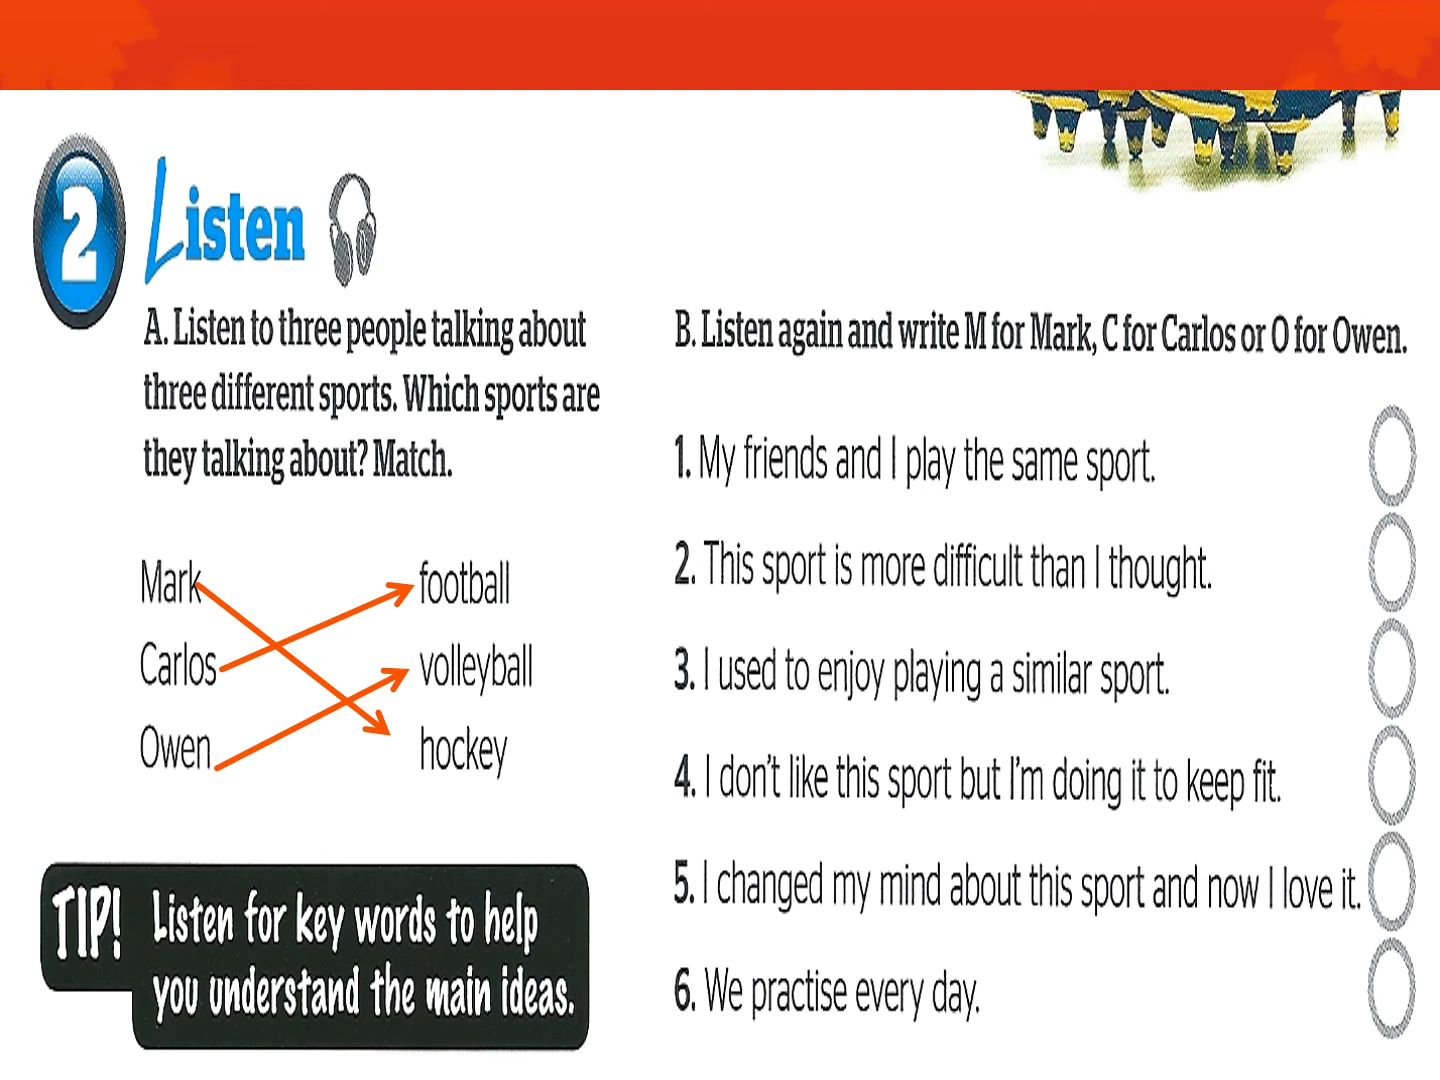 2 Listen
A. Listen to three people talking about
three different sports. Which sports are
they talking about? Match.
Mark football
Carlos volleyball
Owen hockey
TIP! Listen for key words to help
you understand the main ideas.
B. Listen again and write M for Mark, C for Carlos or O for Owen.
1. My friends and I play the same sport.
2. This sport is more difficult than I thought.
3. I used to enjoy playing a similar sport.
4. I don't like this sport but I'm doing it to keep fit.
5. I changed my mind about this sport and now I love it.
6. We practise every day.